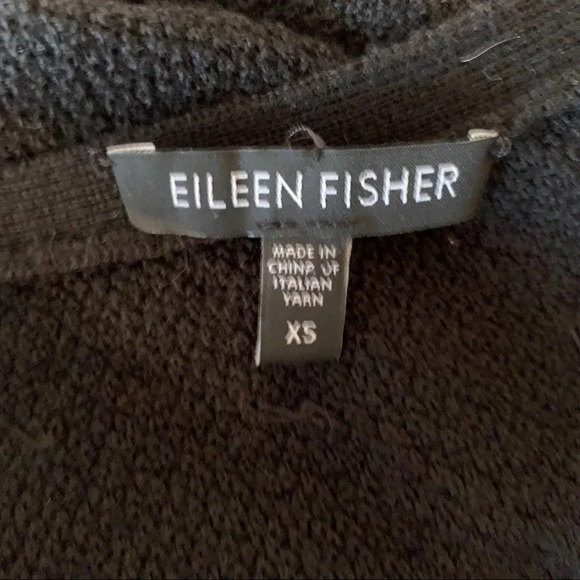 EILEEN FISHER
MADE IN
CHINA OF
ITALIAN
YARN
XS